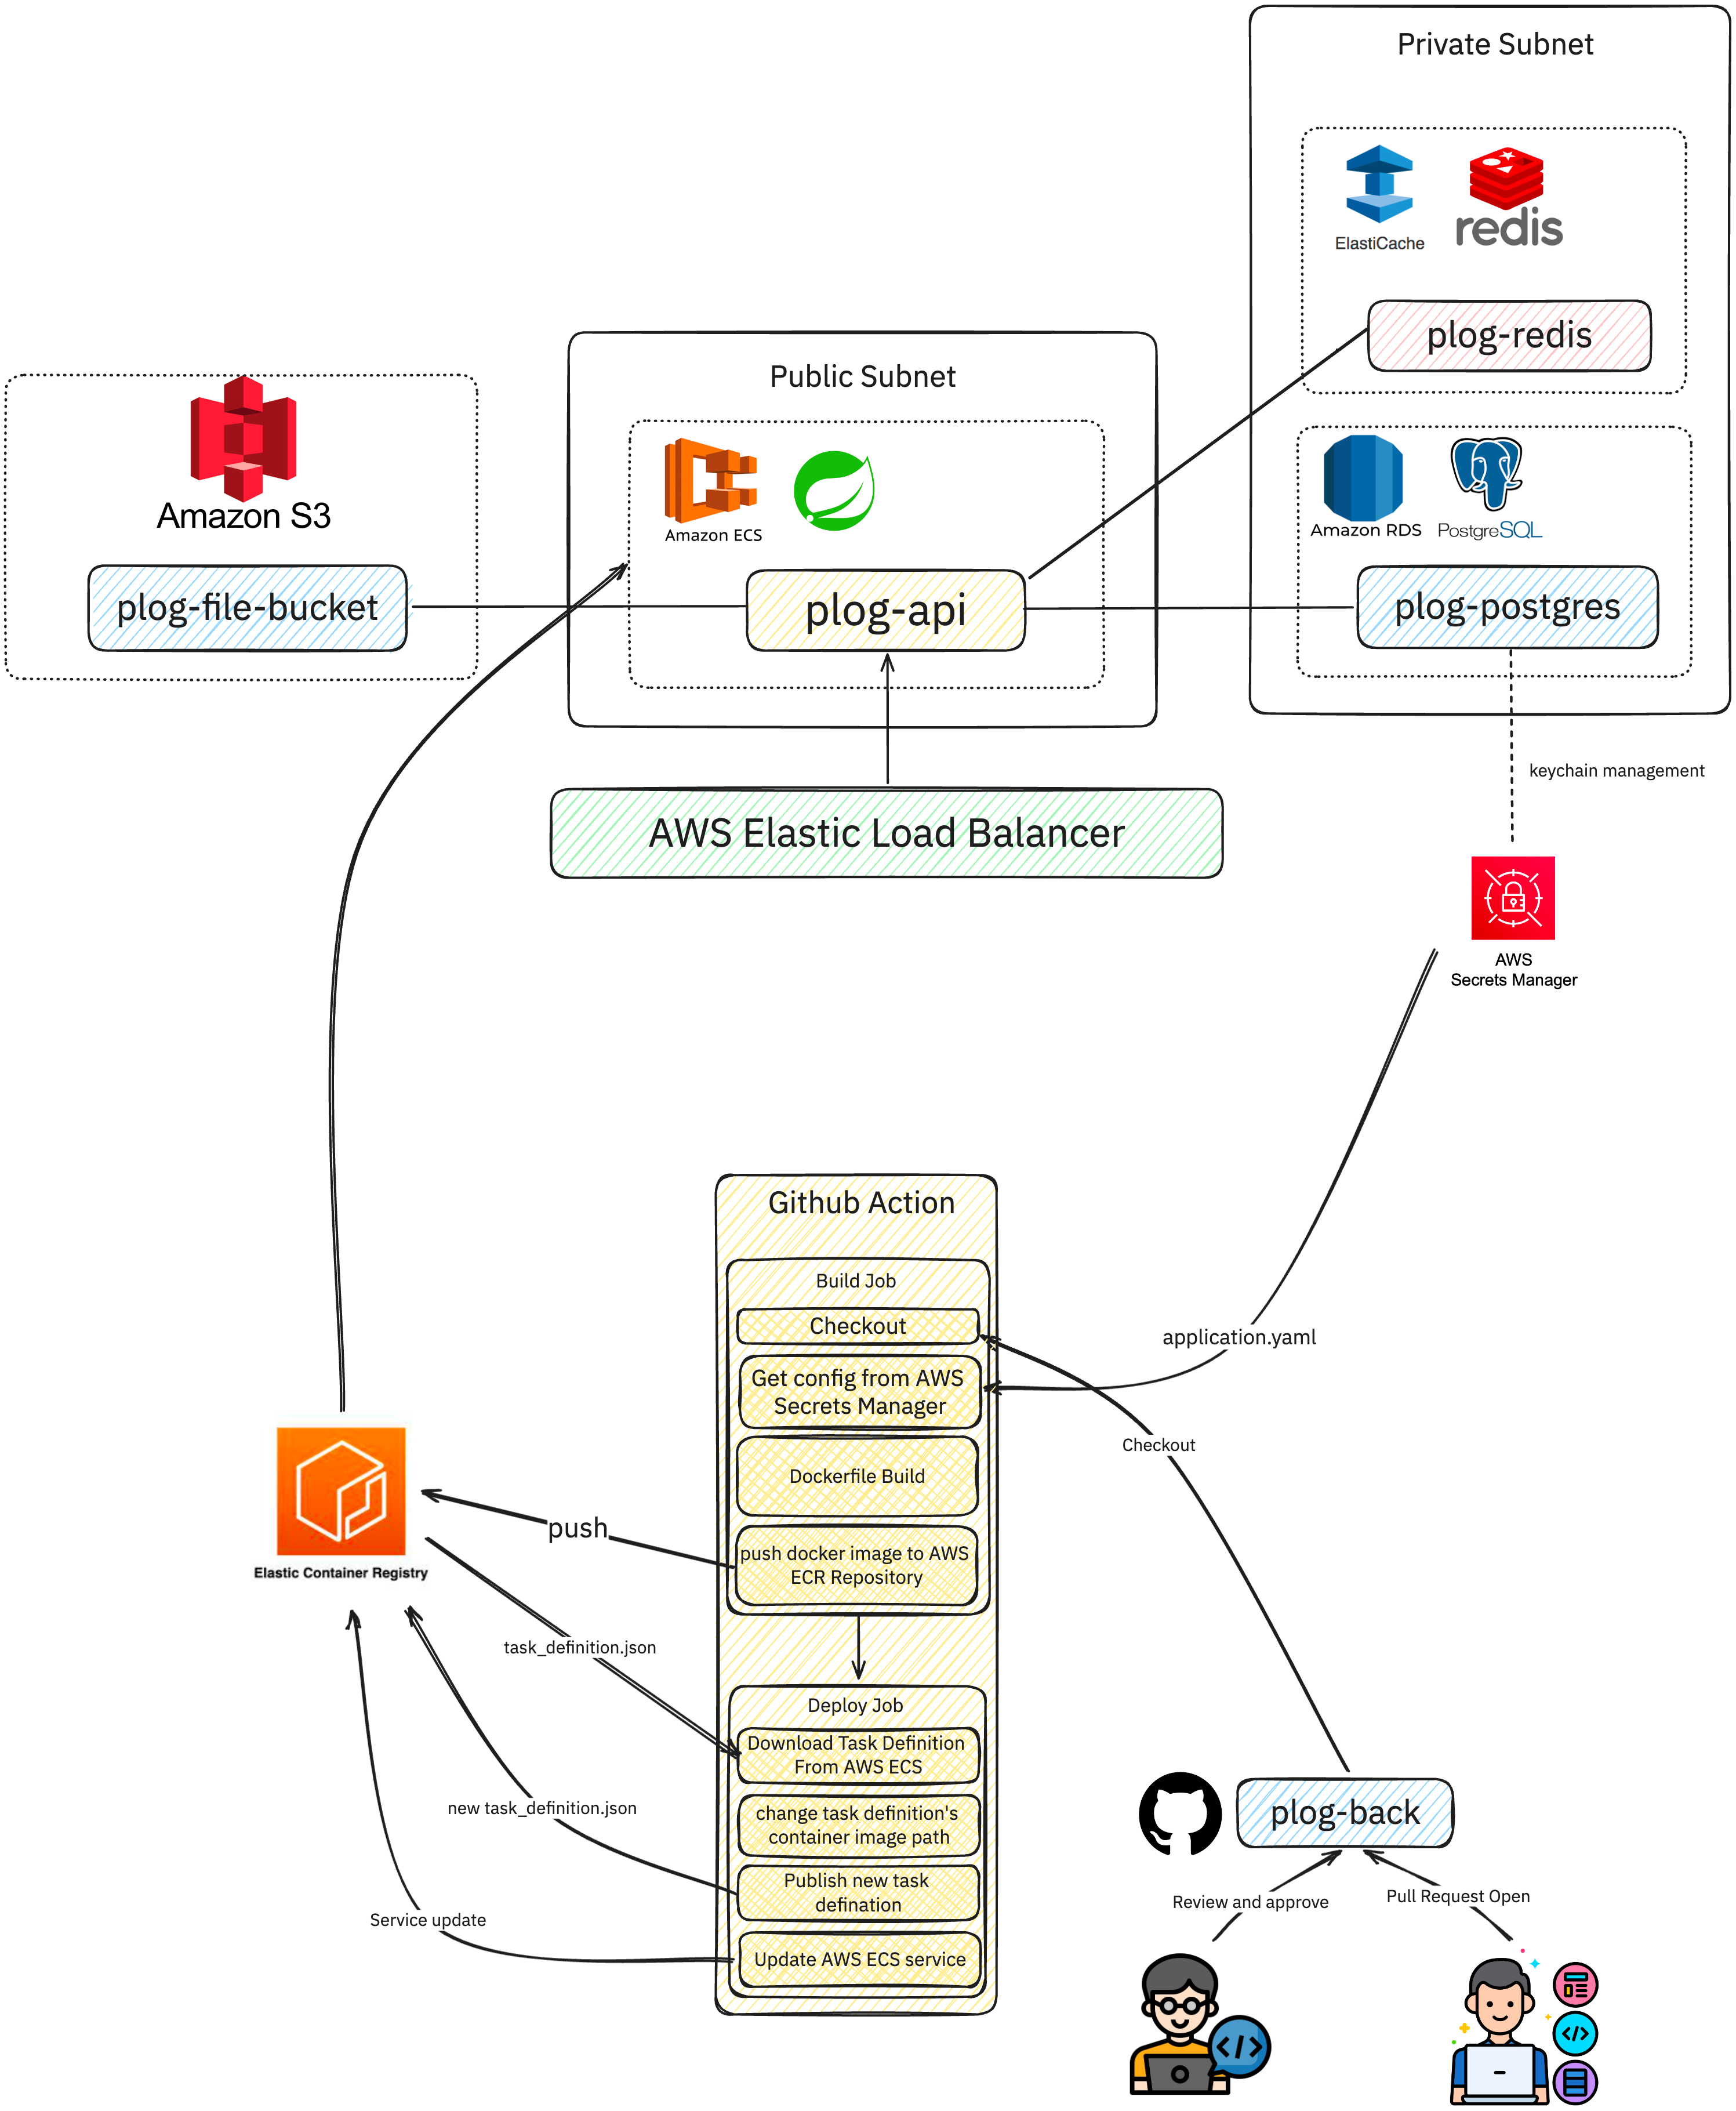 Private Subnet
ElastiCache
redis
plog-redis
Public Subnet
Amazon S3
Amazon ECS
Amazon RDS
PostgreSQL
plog-file-bucket
plog-api
plog-postgres
keychain management
AWS Elastic Load Balancer
AWS
Secrets Manager
Github Action
Build Job
Checkout
application.yaml
Get config from AWS
Secrets Manager
Checkout
Dockerfile Build
push
push docker image to AWS
ECR Repository
Elastic Container Registry
task_definition.json
Deploy Job
Download Task Definition
From AWS ECS
new task_definition.json
change task definition's
container image path
plog-back
Publish new task
defination
Review and approve
Pull Request Open
Service update
Update AWS ECS service